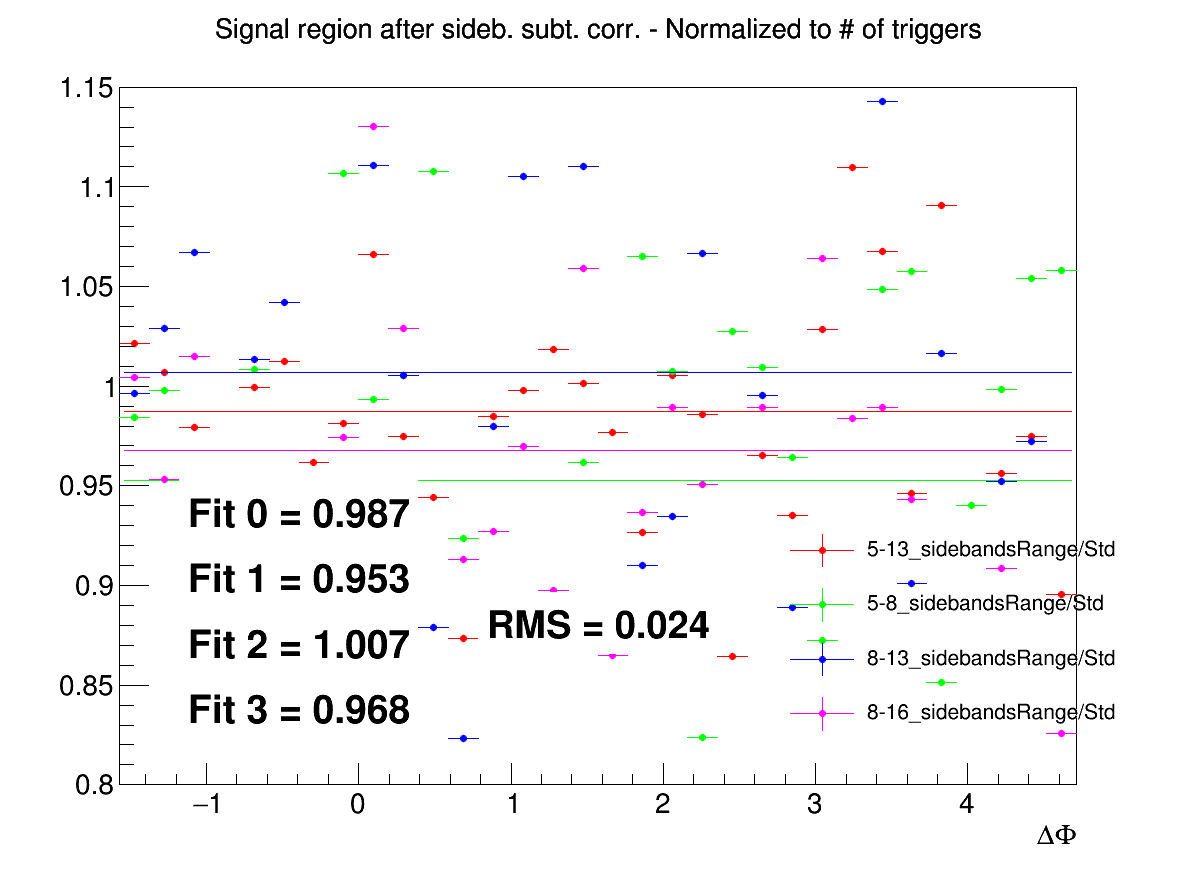 Signal region after sideb. subt. corr. - Normalized to # of triggers
1.15
1.1
1.05
1
0.95
0.9
0.85
0.8
Fit 0 = 0.987
Fit 1 = 0.953
Fit 2 = 1.007
Fit 3 = 0.968
RMS = 0.024
5-13_sidebandsRange/Std
5-8_sidebandsRange/Std
8-13_sidebandsRange/Std
8-16_sidebandsRange/Std
−1 0 1 2 3 4
ΔΦ